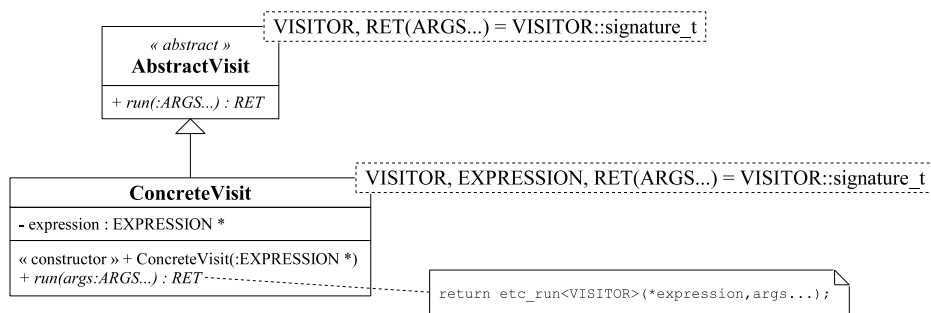 VISITOR, RET(ARGS...) = VISITOR::signature_t
« abstract »
AbstractVisit
+ run(:ARGS...) : RET
VISITOR, EXPRESSION, RET(ARGS...) = VISITOR::signature_t
ConcreteVisit
- expression : EXPRESSION *
« constructor » + ConcreteVisit(:EXPRESSION *)
+ run(args:ARGS...) : RET
return etc_run<VISITOR>(*expression,args...);